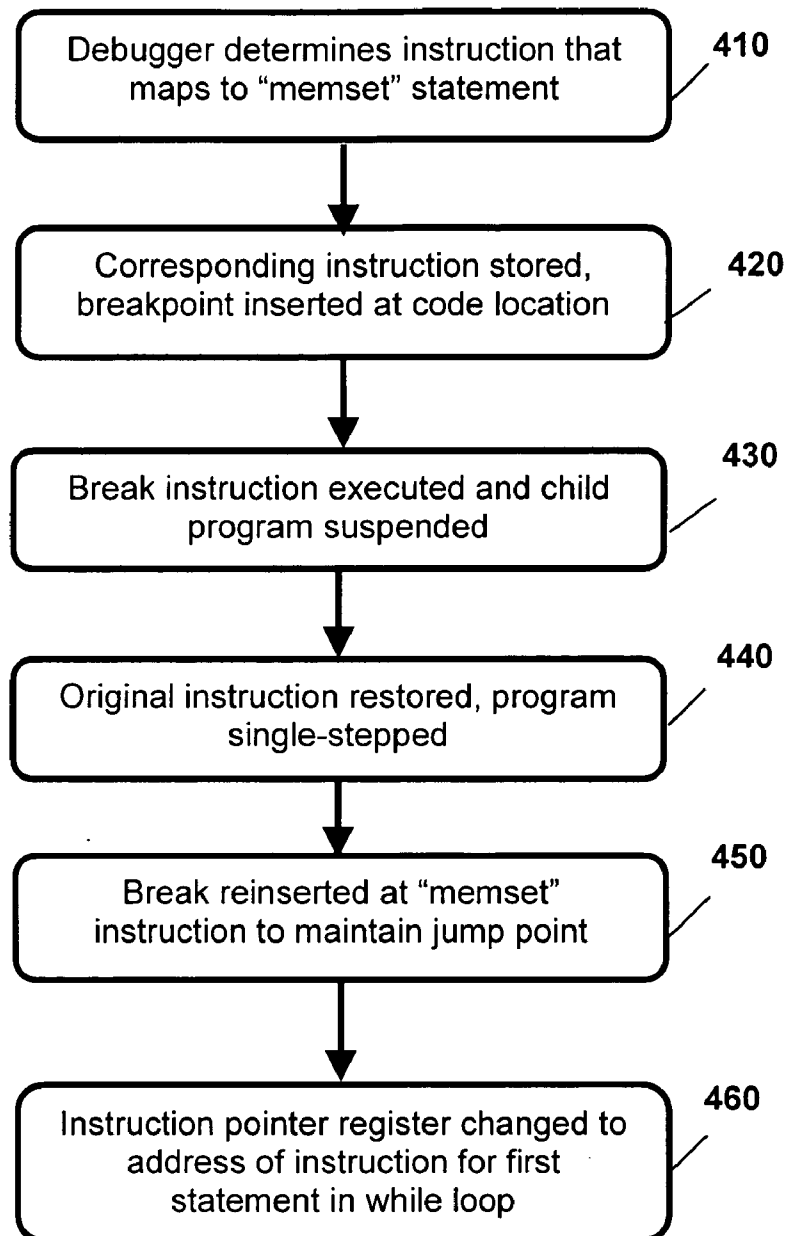 Debugger determines instruction that
maps to “memset” statement
410
Corresponding instruction stored,
breakpoint inserted at code location
420
Break instruction executed and child
program suspended
430
Original instruction restored, program
single-stepped
440
Break reinserted at “memset”
instruction to maintain jump point
450
Instruction pointer register changed to
address of instruction for first
statement in while loop
460